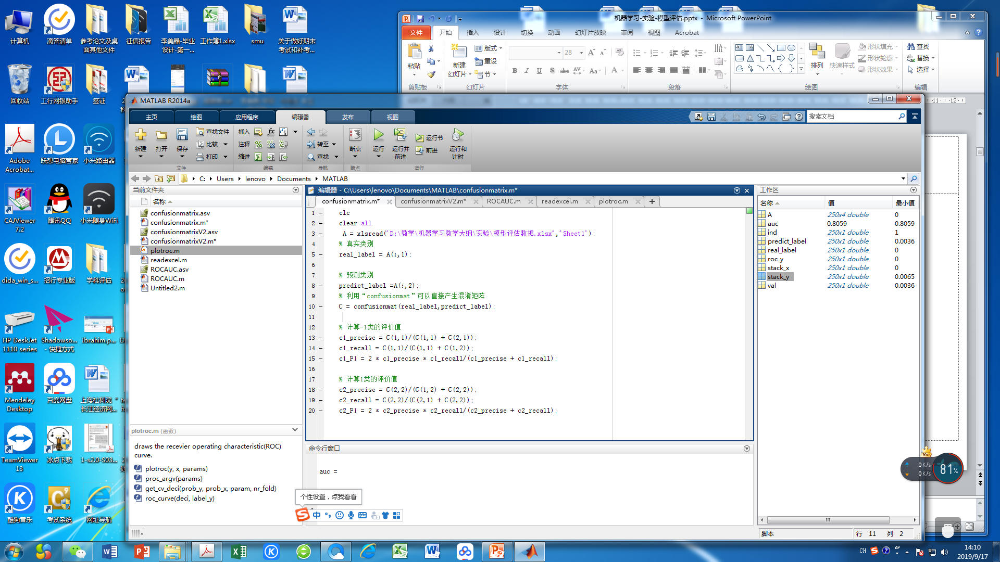 计算机
滴答清单
参考论文及桌面其他文件
征信报告
李美晶-毕业设计-第一...
工作簿1.xlsx
smu
关于做好期末考试和补考...
回收站
工行网银助手
签证
Adobe Acrobat...
联想电脑管家
小米路由器
CAJViewer 7.2
腾讯QQ
小米随身WiFi
dida_win_s...
招行专业版
学科评估
HP DeskJet 1110 series
Shadowso... - 快捷方式
Ibrahim.p...
Mendeley Desktop
百度网盘
上海社科院 “长江经济网...
TeamViewer 13
冰点下载
1-s2.0-S03...
酷狗音乐
考试系统
网址导航
机器学习-实验-模型评估.pptx - Microsoft PowerPoint
文件 开始 插入 设计 切换 动画 幻灯片放映 审阅 视图 Acrobat
粘贴 新建 幻灯片 版式 重设 节 28 排列 快速样式 形状填充 形状轮廓 形状效果 查找 替换 选择
剪贴板 幻灯片 字体 段落 绘图 编辑
MATLAB R2014a
主页 绘图 应用程序 编辑器 发布 视图
搜索文档
新建 打开 保存 查找文件 比较 打印
插入 注释 缩进
转至 查找
断点
运行 运行并前进 运行节 前进 运行和计时
文件 编辑 导航 断点 运行
C: Users lenovo Documents MATLAB
当前文件夹
名称
confusionmatrix.asv
confusionmatrix.m*
confusionmatrixV2.asv
confusionmatrixV2.m*
plotroc.m
readexcel.m
ROCAUC.asv
ROCAUC.m
Untitled2.m
plotroc.m (函数)
draws the recevier operating characteristic(ROC)
curve.
plotroc(y, x, params)
proc_argv(params)
get_cv_deci(prob_y, prob_x, param, nr_fold)
roc_curve(deci, label_y)
编辑器 - C:\Users\lenovo\Documents\MATLAB\confusionmatrix.m*
confusionmatrix.m* confusionmatrixV2.m* ROCAUC.m readexcel.m plotroc.m
1 – clc
2 – clear all
3 – A = xlsread('D:\教学\机器学习教学大纲\实验\模型评估数据.xlsx','Sheet1');
4 % 真实类别
5 – real_label = A(:,1);
6
7 % 预测类别
8 – predict_label =A(:,2);
9 % 利用“confusionmat”可以直接产生混淆矩阵
10 – C = confusionmat(real_label,predict_label);
11
12 % 计算-1类的评价值
13 – c1_precise = C(1,1)/(C(1,1) + C(2,1));
14 – c1_recall = C(1,1)/(C(1,1) + C(1,2));
15 – c1_F1 = 2 * c1_precise * c1_recall/(c1_precise + c1_recall);
16
17 % 计算1类的评价值
18 – c2_precise = C(2,2)/(C(1,2) + C(2,2));
19 – c2_recall = C(2,2)/(C(2,1) + C(2,2));
20 – c2_F1 = 2 * c2_precise * c2_recall/(c2_precise + c2_recall);
命令行窗口
auc =
个性设置，点我看看
中
工作区
名称 值 最小值
A 250x4 double 0
auc 0.8059 0.8059
ind 250x1 double 1
predict_label 250x1 double 0.0036
real_label 250x1 double 0
roc_y 250x1 double 0
stack_x 250x1 double 0
stack_y 250x1 double 0.0065
val 250x1 double 0.0036
脚本 行 11 列 2
VIP
0K/s
0K/s
81%
CH
14:10
2019/9/17